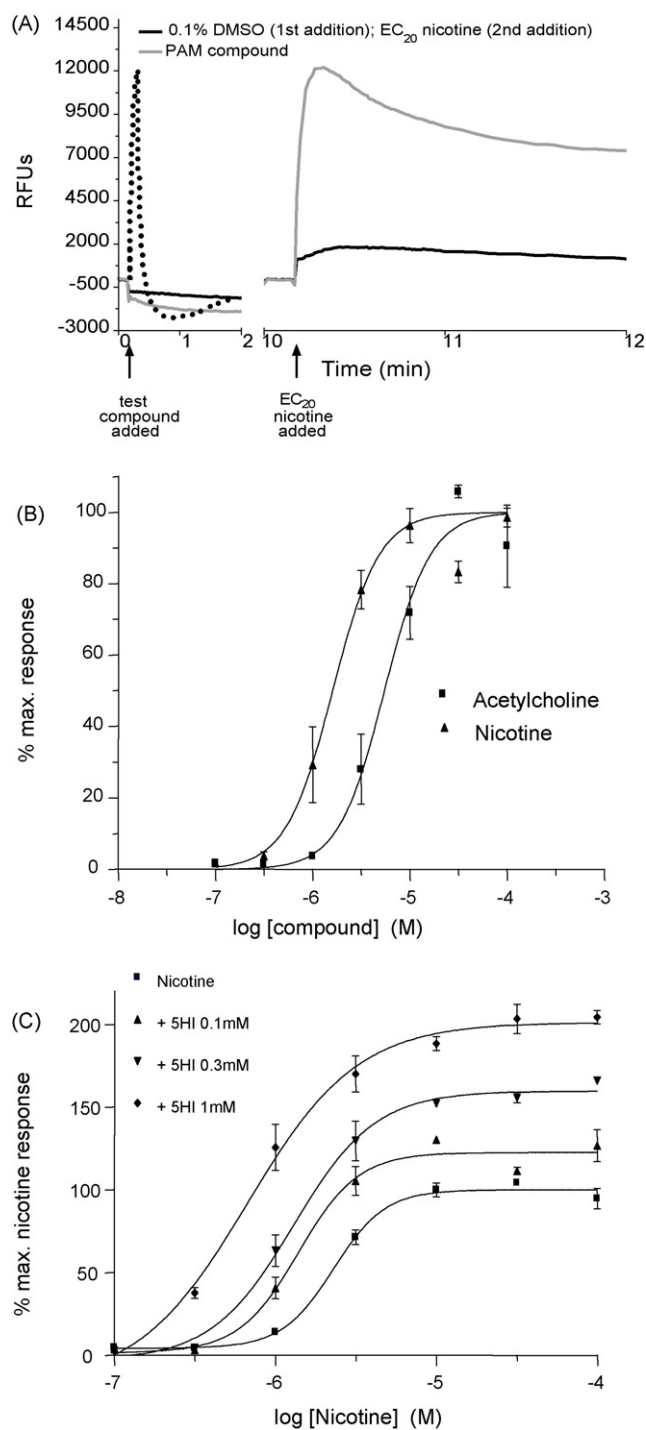 (A)
14500
12000
9500
7000
4500
2000
-500
-3000
RFUs
0.1% DMSO (1st addition); EC20 nicotine (2nd addition)
PAM compound
0 1 2 10 11 12
Time (min)
test
compound
added
EC20
nicotine
added
(B)
100
80
60
40
20
0
% max. response
Acetylcholine
Nicotine
-8 -7 -6 -5 -4 -3
log [compound] (M)
(C)
Nicotine
+ 5HI 0.1mM
+ 5HI 0.3mM
+ 5HI 1mM
200
150
100
50
0
% max. nicotine response
-7 -6 -5 -4
log [Nicotine] (M)